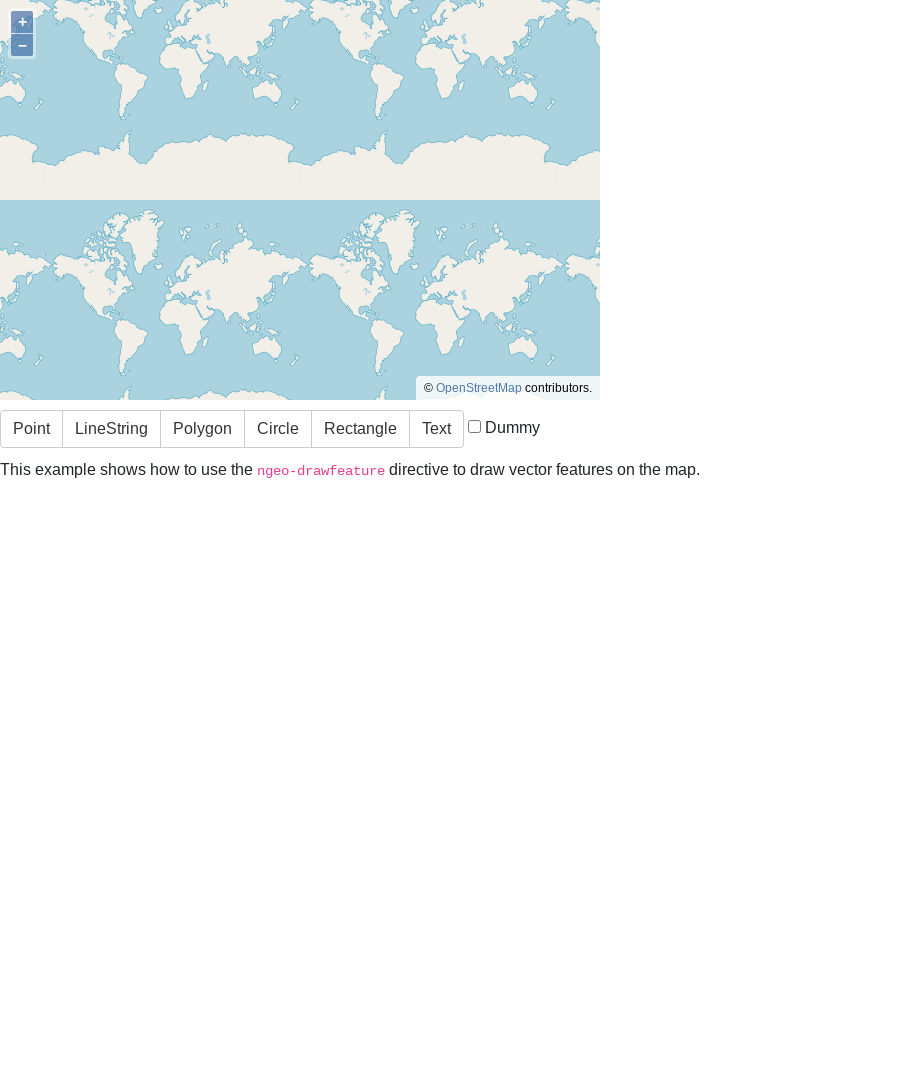 +
−
© OpenStreetMap contributors.
Point LineString Polygon Circle Rectangle Text Dummy
This example shows how to use the ngeo-drawfeature directive to draw vector features on the map.